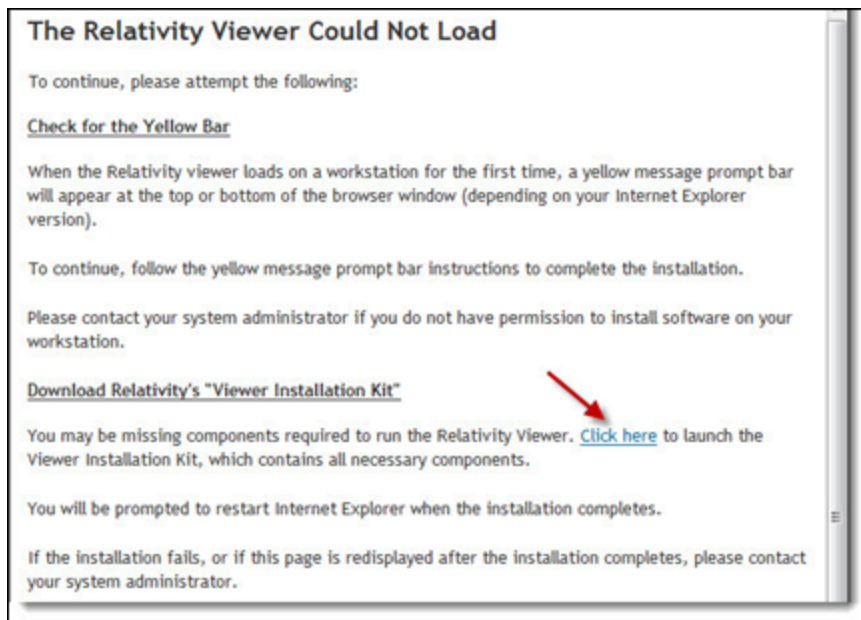 The Relativity Viewer Could Not Load
To continue, please attempt the following:
Check for the Yellow Bar
When the Relativity viewer loads on a workstation for the first time, a yellow message prompt bar
will appear at the top or bottom of the browser window (depending on your Internet Explorer
version).
To continue, follow the yellow message prompt bar instructions to complete the installation.
Please contact your system administrator if you do not have permission to install software on your
workstation.
Download Relativity's "Viewer Installation Kit"
You may be missing components required to run the Relativity Viewer. Click here to launch the
Viewer Installation Kit, which contains all necessary components.
You will be prompted to restart Internet Explorer when the installation completes.
If the installation fails, or if this page is redisplayed after the installation completes, please contact
your system administrator.